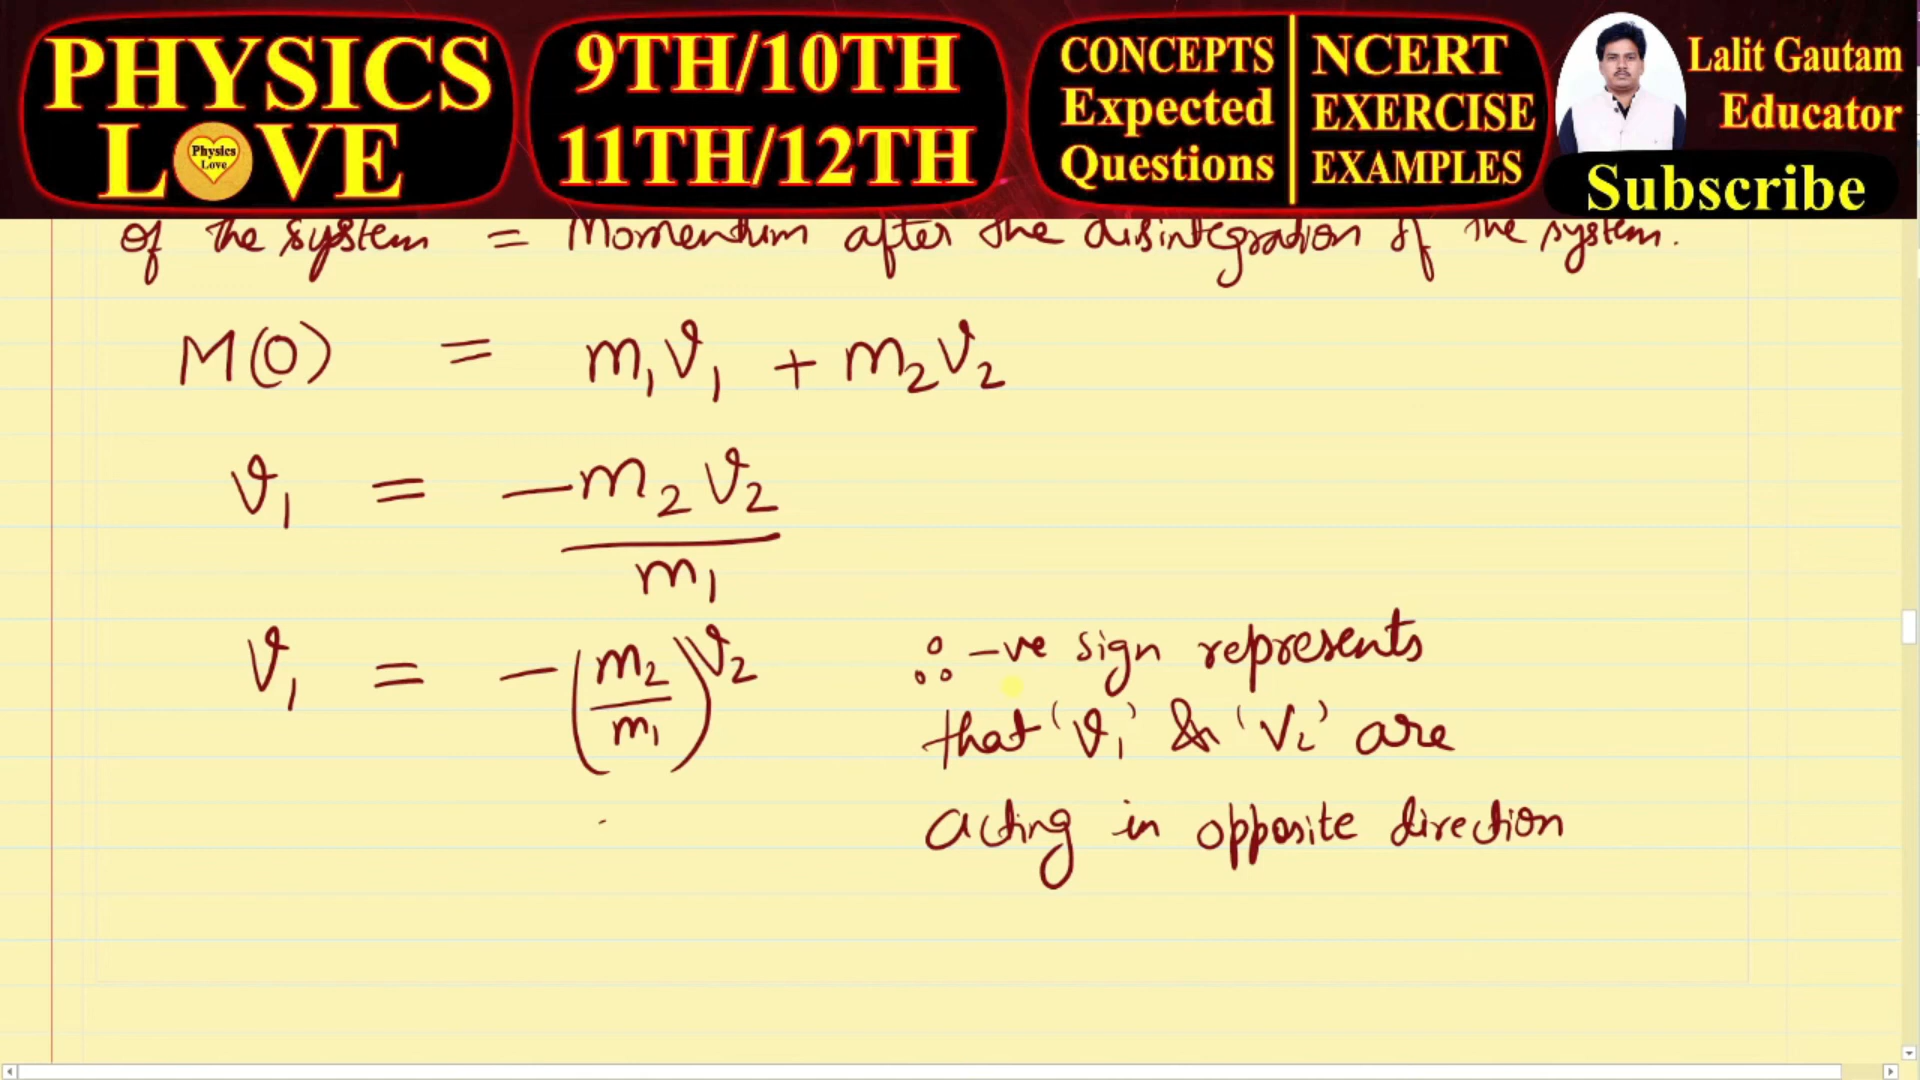 PHYSICS
LOVE
Physics
Love
9TH/10TH
11TH/12TH
CONCEPTS
Expected
Questions
NCERT
EXERCISE
EXAMPLES
Lalit Gautam
Educator
Subscribe
of the system = Momentum after the disintegration of the system.
M(0) = m₁v₁ + m₂v₂
v₁ = -m₂v₂ / m₁
v₁ = -(m₂/m₁)v₂
∴ -ve sign represents
that 'v₁' & 'v₂' are
acting in opposite direction